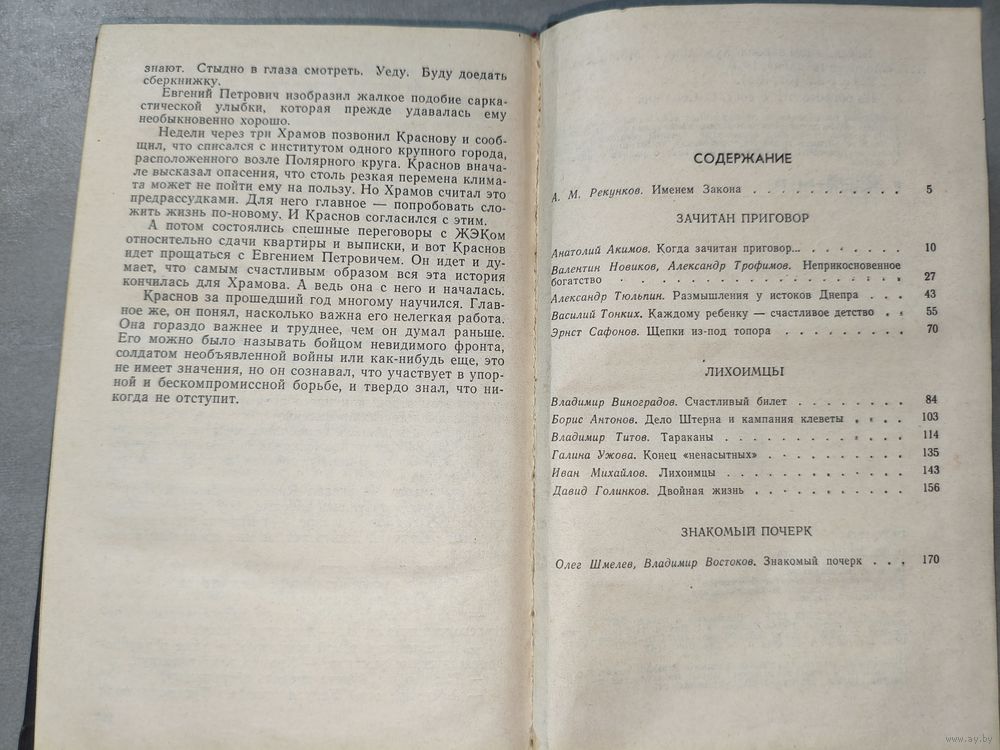 знают. Стыдно в глаза смотреть. Уеду. Буду доедать
сберкнижку.
Евгений Петрович изобразил жалкое подобие сарка-
стической улыбки, которая прежде удавалась ему
необыкновенно хорошо.
Недели через три Храмов позвонил Краснову и сооб-
щил, что списался с институтом одного крупного города,
расположенного возле Полярного круга. Краснов внача-
ле высказал опасения, что столь резкая перемена клима-
та может не пойти ему на пользу. Но Храмов считал это
предрассудками. Для него главное — попробовать сло-
жить жизнь по-новому. И Краснов согласился с этим.
А потом состоялись спешные переговоры с ЖЭКом
относительно сдачи квартиры и выписки, и вот Краснов
идет прощаться с Евгением Петровичем. Он идет и ду-
мает, что самым счастливым образом вся эта история
кончилась для Храмова. А ведь она с него и началась.
Краснов за прошедший год многому научился. Глав-
ное же, он понял, насколько важна его нелегкая работа.
Она гораздо важнее и труднее, чем он думал раньше.
Его можно было называть бойцом невидимого фронта,
солдатом необъявленной войны или как-нибудь еще, это
не имеет значения, но он сознавал, что участвует в упор-
ной и бескомпромиссной борьбе, и твердо знал, что ни-
когда не отступит.
СОДЕРЖАНИЕ
А. М. Рекунков. Именем Закона . . . . . . . . . . . 5
ЗАЧИТАН ПРИГОВОР
Анатолий Акимов. Когда зачитан приговор... . . . . . . . 10
Валентин Новиков, Александр Трофимов. Неприкосновенное
богатство . . . . . . . . . . . . . . . . . 27
Александр Тюльпин. Размышления у истоков Днепра . . . 43
Василий Тонких. Каждому ребенку — счастливое детство . . 55
Эрнст Сафонов. Щепки из-под топора . . . . . . . . 70
ЛИХОИМЦЫ
Владимир Виноградов. Счастливый билет . . . . . . . . 84
Борис Антонов. Дело Штерна и кампания клеветы . . . . 103
Владимир Титов. Тараканы . . . . . . . . . . . . 114
Галина Ужова. Конец «ненасытных» . . . . . . . . . . 135
Иван Михайлов. Лихоимцы . . . . . . . . . . . . 143
Давид Голинков. Двойная жизнь . . . . . . . . . . 156
ЗНАКОМЫЙ ПОЧЕРК
Олег Шмелев, Владимир Востоков. Знакомый почерк . . . 170
www.ay.by